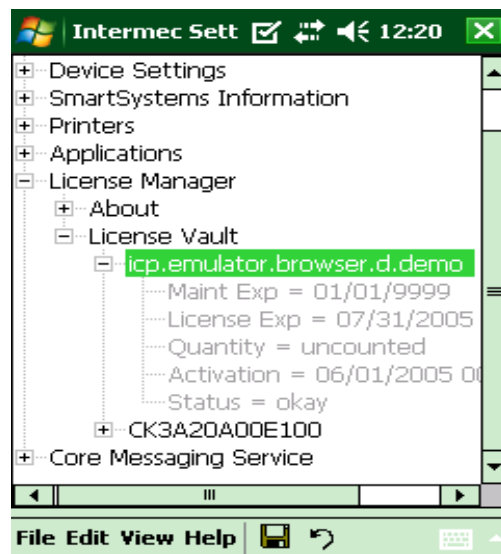 Intermec Sett 12:20
Device Settings
SmartSystems Information
Printers
Applications
License Manager
About
License Vault
icp.emulator.browser.d.demo
Maint Exp = 01/01/9999
License Exp = 07/31/2005
Quantity = uncounted
Activation = 06/01/2005 00
Status = okay
CK3A20A00E100
Core Messaging Service
File Edit View Help